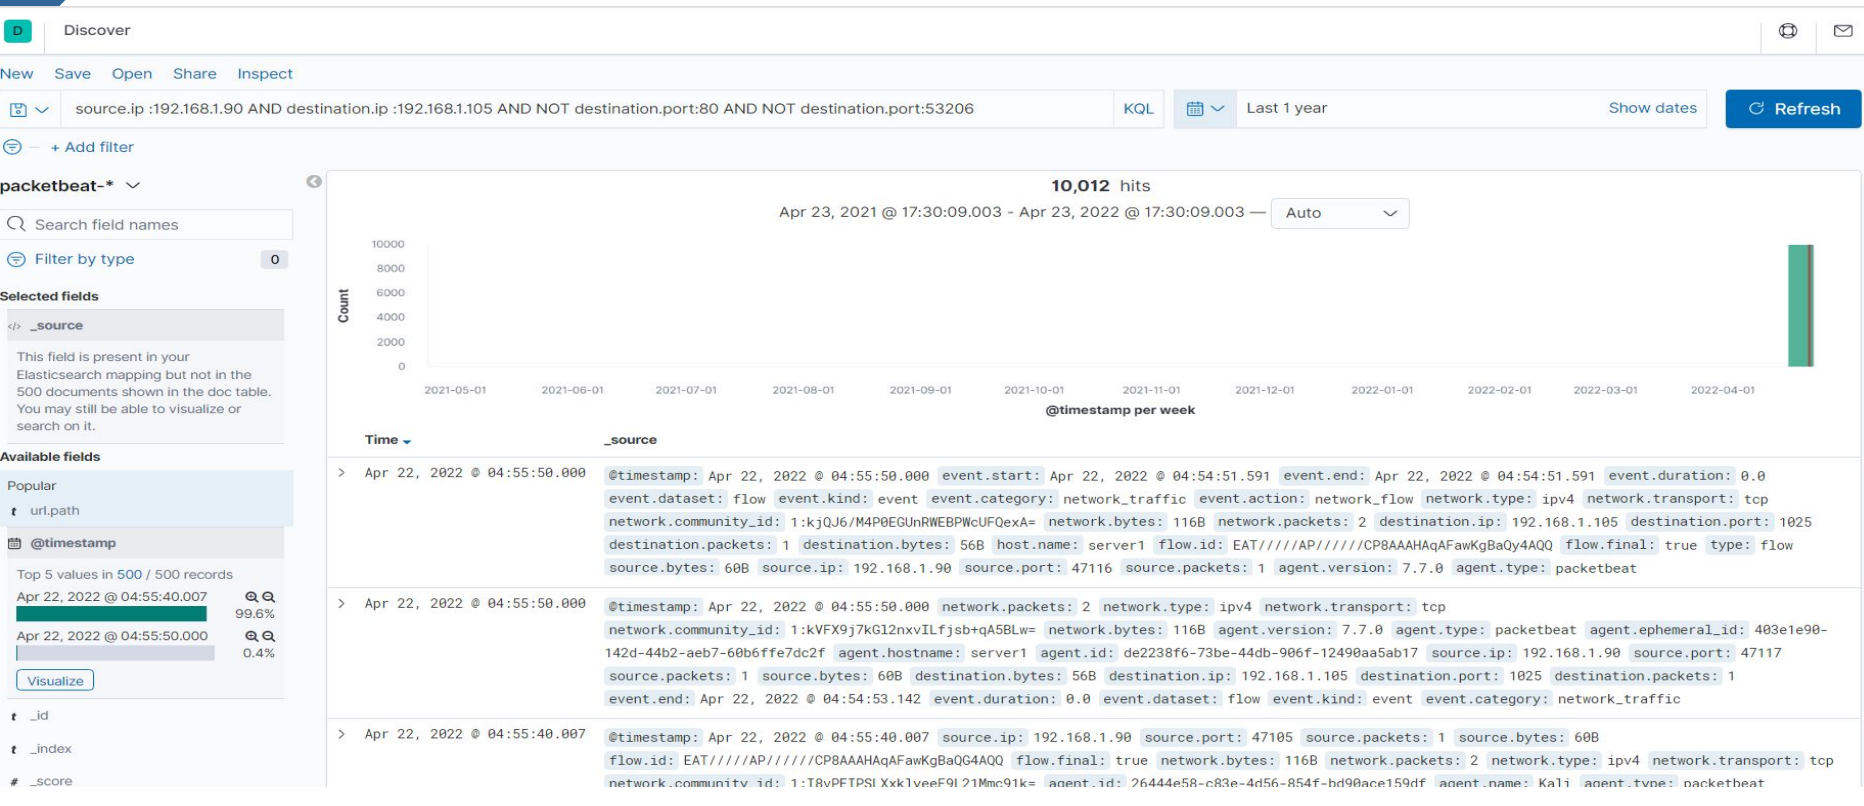 D Discover
New Save Open Share Inspect
source.ip :192.168.1.90 AND destination.ip :192.168.1.105 AND NOT destination.port:80 AND NOT destination.port:53206 KQL Last 1 year Show dates Refresh
+ Add filter
packetbeat-*
Search field names
Filter by type 0
Selected fields
</> _source
This field is present in your
Elasticsearch mapping but not in the
500 documents shown in the doc table.
You may still be able to visualize or
search on it.
Available fields
Popular
t url.path
@timestamp
Top 5 values in 500 / 500 records
Apr 22, 2022 @ 04:55:40.007
99.6%
Apr 22, 2022 @ 04:55:50.000
0.4%
Visualize
t _id
t _index
# _score
10,012 hits
Apr 23, 2021 @ 17:30:09.003 - Apr 23, 2022 @ 17:30:09.003 — Auto
Count
10000
8000
6000
4000
2000
0
2021-05-01 2021-06-01 2021-07-01 2021-08-01 2021-09-01 2021-10-01 2021-11-01 2021-12-01 2022-01-01 2022-02-01 2022-03-01 2022-04-01
@timestamp per week
Time _source
Apr 22, 2022 @ 04:55:50.000 @timestamp: Apr 22, 2022 @ 04:55:50.000 event.start: Apr 22, 2022 @ 04:54:51.591 event.end: Apr 22, 2022 @ 04:54:51.591 event.duration: 0.0
event.dataset: flow event.kind: event event.category: network_traffic event.action: network_flow network.type: ipv4 network.transport: tcp
network.community_id: 1:kjQJ6/M4P0EGUnRWEBPWcUFQexA= network.bytes: 116B network.packets: 2 destination.ip: 192.168.1.105 destination.port: 1025
destination.packets: 1 destination.bytes: 56B host.name: server1 flow.id: EAT/////AP//////CP8AAAHAqAFawKgBaQy4AQQ flow.final: true type: flow
source.bytes: 60B source.ip: 192.168.1.90 source.port: 47116 source.packets: 1 agent.version: 7.7.0 agent.type: packetbeat
Apr 22, 2022 @ 04:55:50.000 @timestamp: Apr 22, 2022 @ 04:55:50.000 network.packets: 2 network.type: ipv4 network.transport: tcp
network.community_id: 1:kVFX9j7kGl2nxvILfjsb+qA5BLw= network.bytes: 116B agent.version: 7.7.0 agent.type: packetbeat agent.ephemeral_id: 403e1e90-
142d-44b2-aeb7-60b6ffe7dc2f agent.hostname: server1 agent.id: de2238f6-73be-44db-906f-12490aa5ab17 source.ip: 192.168.1.90 source.port: 47117
source.packets: 1 source.bytes: 60B destination.bytes: 56B destination.ip: 192.168.1.105 destination.port: 1025 destination.packets: 1
event.end: Apr 22, 2022 @ 04:54:53.142 event.duration: 0.0 event.dataset: flow event.kind: event event.category: network_traffic
Apr 22, 2022 @ 04:55:40.007 @timestamp: Apr 22, 2022 @ 04:55:40.007 source.ip: 192.168.1.90 source.port: 47105 source.packets: 1 source.bytes: 60B
flow.id: EAT/////AP//////CP8AAAHAqAFawKgBaQG4AQQ flow.final: true network.bytes: 116B network.packets: 2 network.type: ipv4 network.transport: tcp
network.community_id: agent.id: 26444e58-c83e-4d56-854f-bd90ace159df agent.name: Kali agent.type: packetbeat